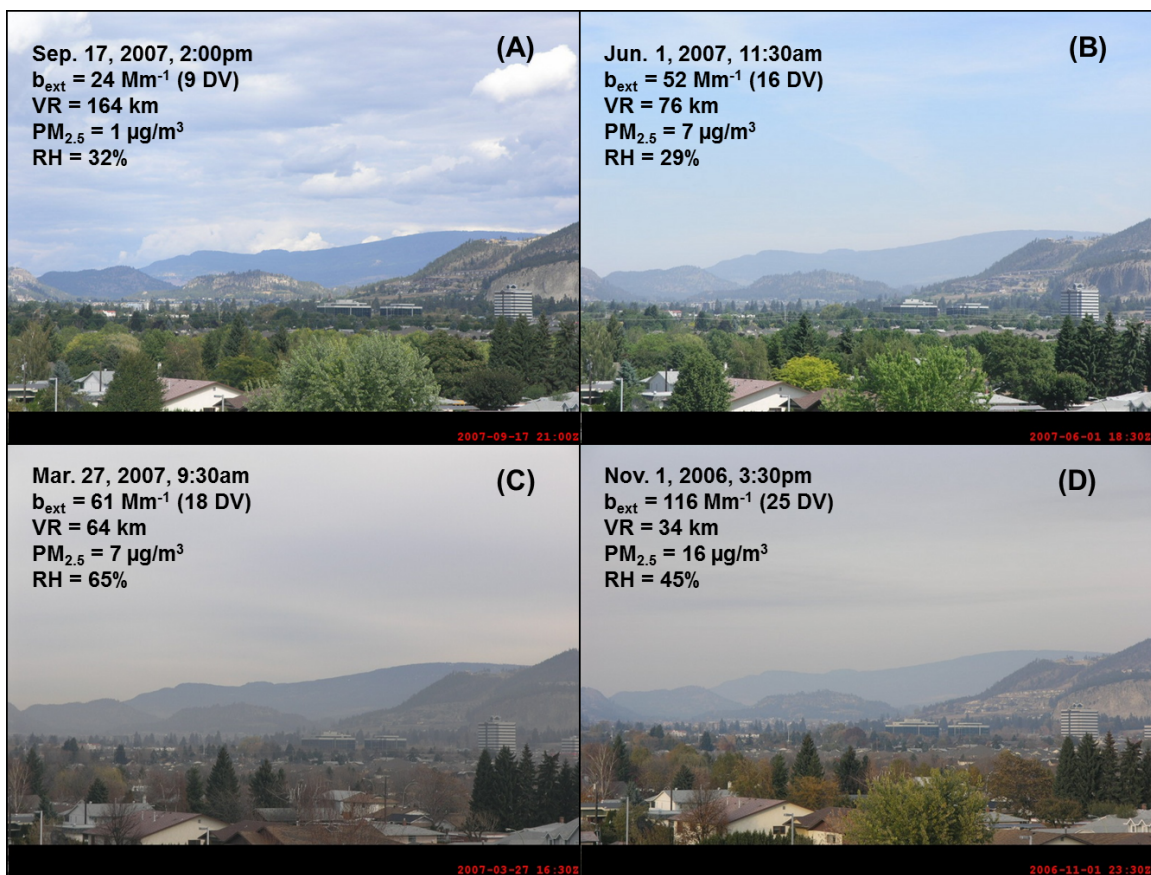 Sep. 17, 2007, 2:00pm
(A)
b_ext = 24 Mm⁻¹ (9 DV)
VR = 164 km
PM₂.₅ = 1 µg/m³
RH = 32%
2007-09-17 21:00Z
Jun. 1, 2007, 11:30am
(B)
b_ext = 52 Mm⁻¹ (16 DV)
VR = 76 km
PM₂.₅ = 7 µg/m³
RH = 29%
2007-06-01 18:30Z
Mar. 27, 2007, 9:30am
(C)
b_ext = 61 Mm⁻¹ (18 DV)
VR = 64 km
PM₂.₅ = 7 µg/m³
RH = 65%
2007-03-27 16:30Z
Nov. 1, 2006, 3:30pm
(D)
b_ext = 116 Mm⁻¹ (25 DV)
VR = 34 km
PM₂.₅ = 16 µg/m³
RH = 45%
2006-11-01 23:30Z